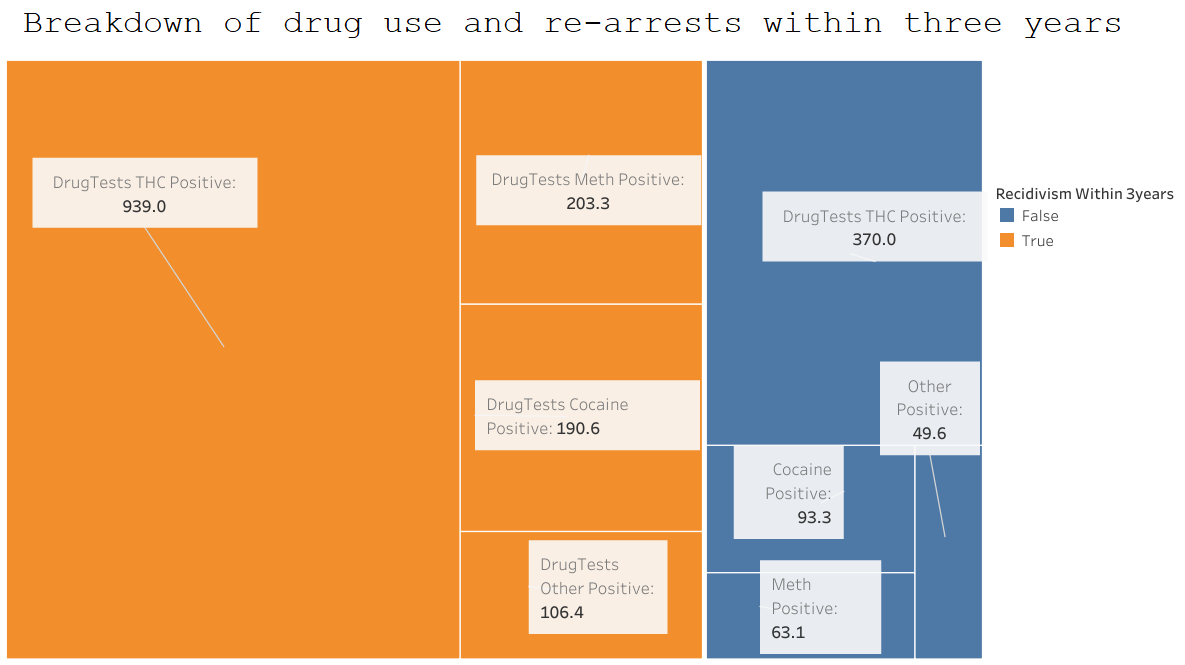 Breakdown of drug use and re-arrests within three years
DrugTests THC Positive:
939.0
DrugTests Meth Positive:
203.3
DrugTests Cocaine
Positive: 190.6
DrugTests
Other Positive:
106.4
DrugTests THC Positive:
370.0
Other
Positive:
49.6
Cocaine
Positive:
93.3
Meth
Positive:
63.1
Recidivism Within 3years
False
True